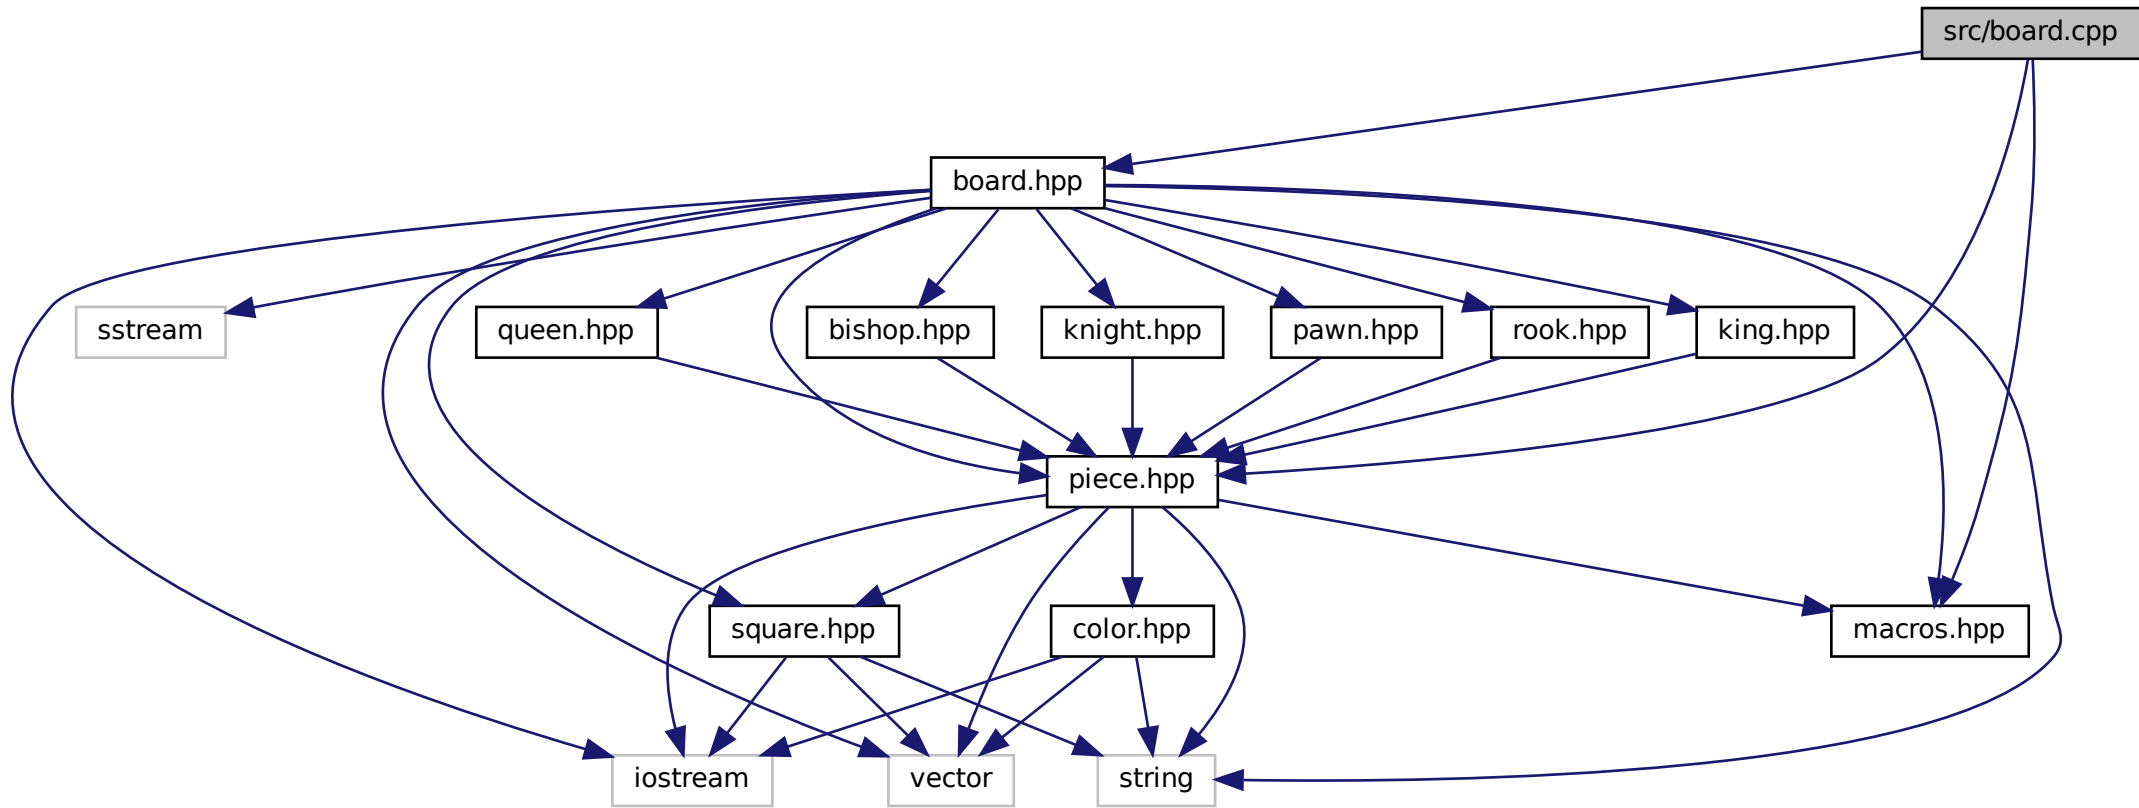 src/board.cpp
board.hpp
sstream
queen.hpp
bishop.hpp
knight.hpp
pawn.hpp
rook.hpp
king.hpp
piece.hpp
square.hpp
color.hpp
macros.hpp
iostream
vector
string